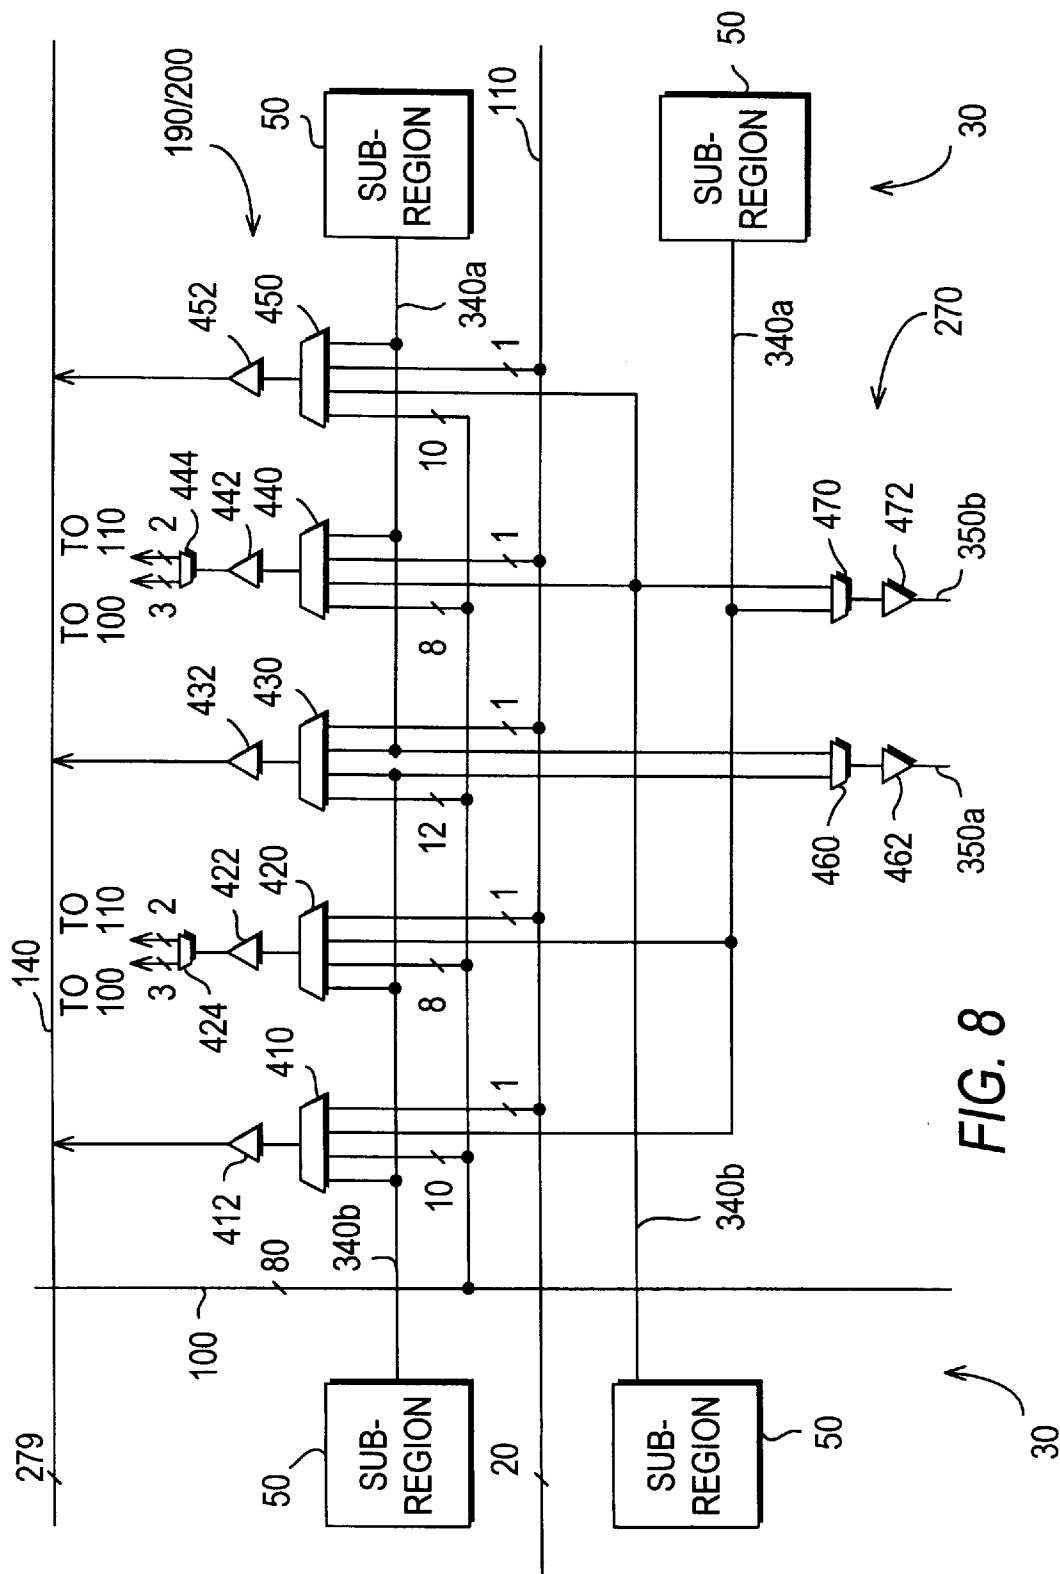 140
279
190/200
TO
100
TO
110
TO
100
TO
110
3
2
3
2
424
444
412
422
432
442
452
410
420
430
440
450
50
SUB-
REGION
50
SUB-
REGION
100
80
340b
340a
10
8
12
8
10
1
1
1
1
1
20
110
50
SUB-
REGION
50
SUB-
REGION
340b
340a
460
470
462
472
350a
350b
270
30
30
FIG. 8